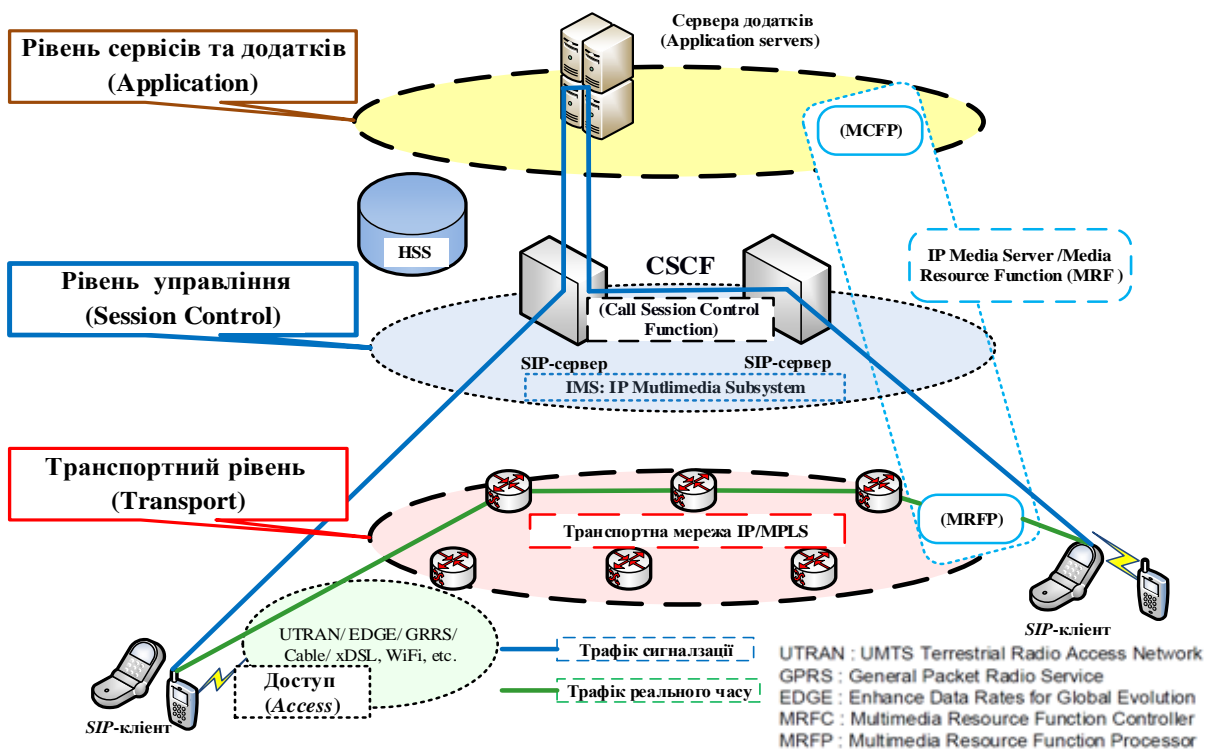 Сервера додатків
(Application servers)
Рівень сервісів та додатків
(Application)
(MCFP)
HSS
IP Media Server /Media
Resource Function (MRF )
CSCF
Рівень управління
(Session Control)
(Call Session Control
Function)
SIP-сервер
SIP-сервер
IMS: IP Mutlimedia Subsystem
Транспортний рівень
(Transport)
(MRFP)
Транспортна мережа IP/MPLS
SIP-клієнт
UTRAN/ EDGE/ GRRS/
Cable/ xDSL, WiFi, etc.
Доступ
(Access)
SIP-клієнт
Трафік сигналзації
Трафік реального часу
UTRAN : UMTS Terrestrial Radio Access Network
GPRS : General Packet Radio Service
EDGE : Enhance Data Rates for Global Evolution
MRFC : Multimedia Resource Function Controller
MRFP : Multimedia Resource Function Processor